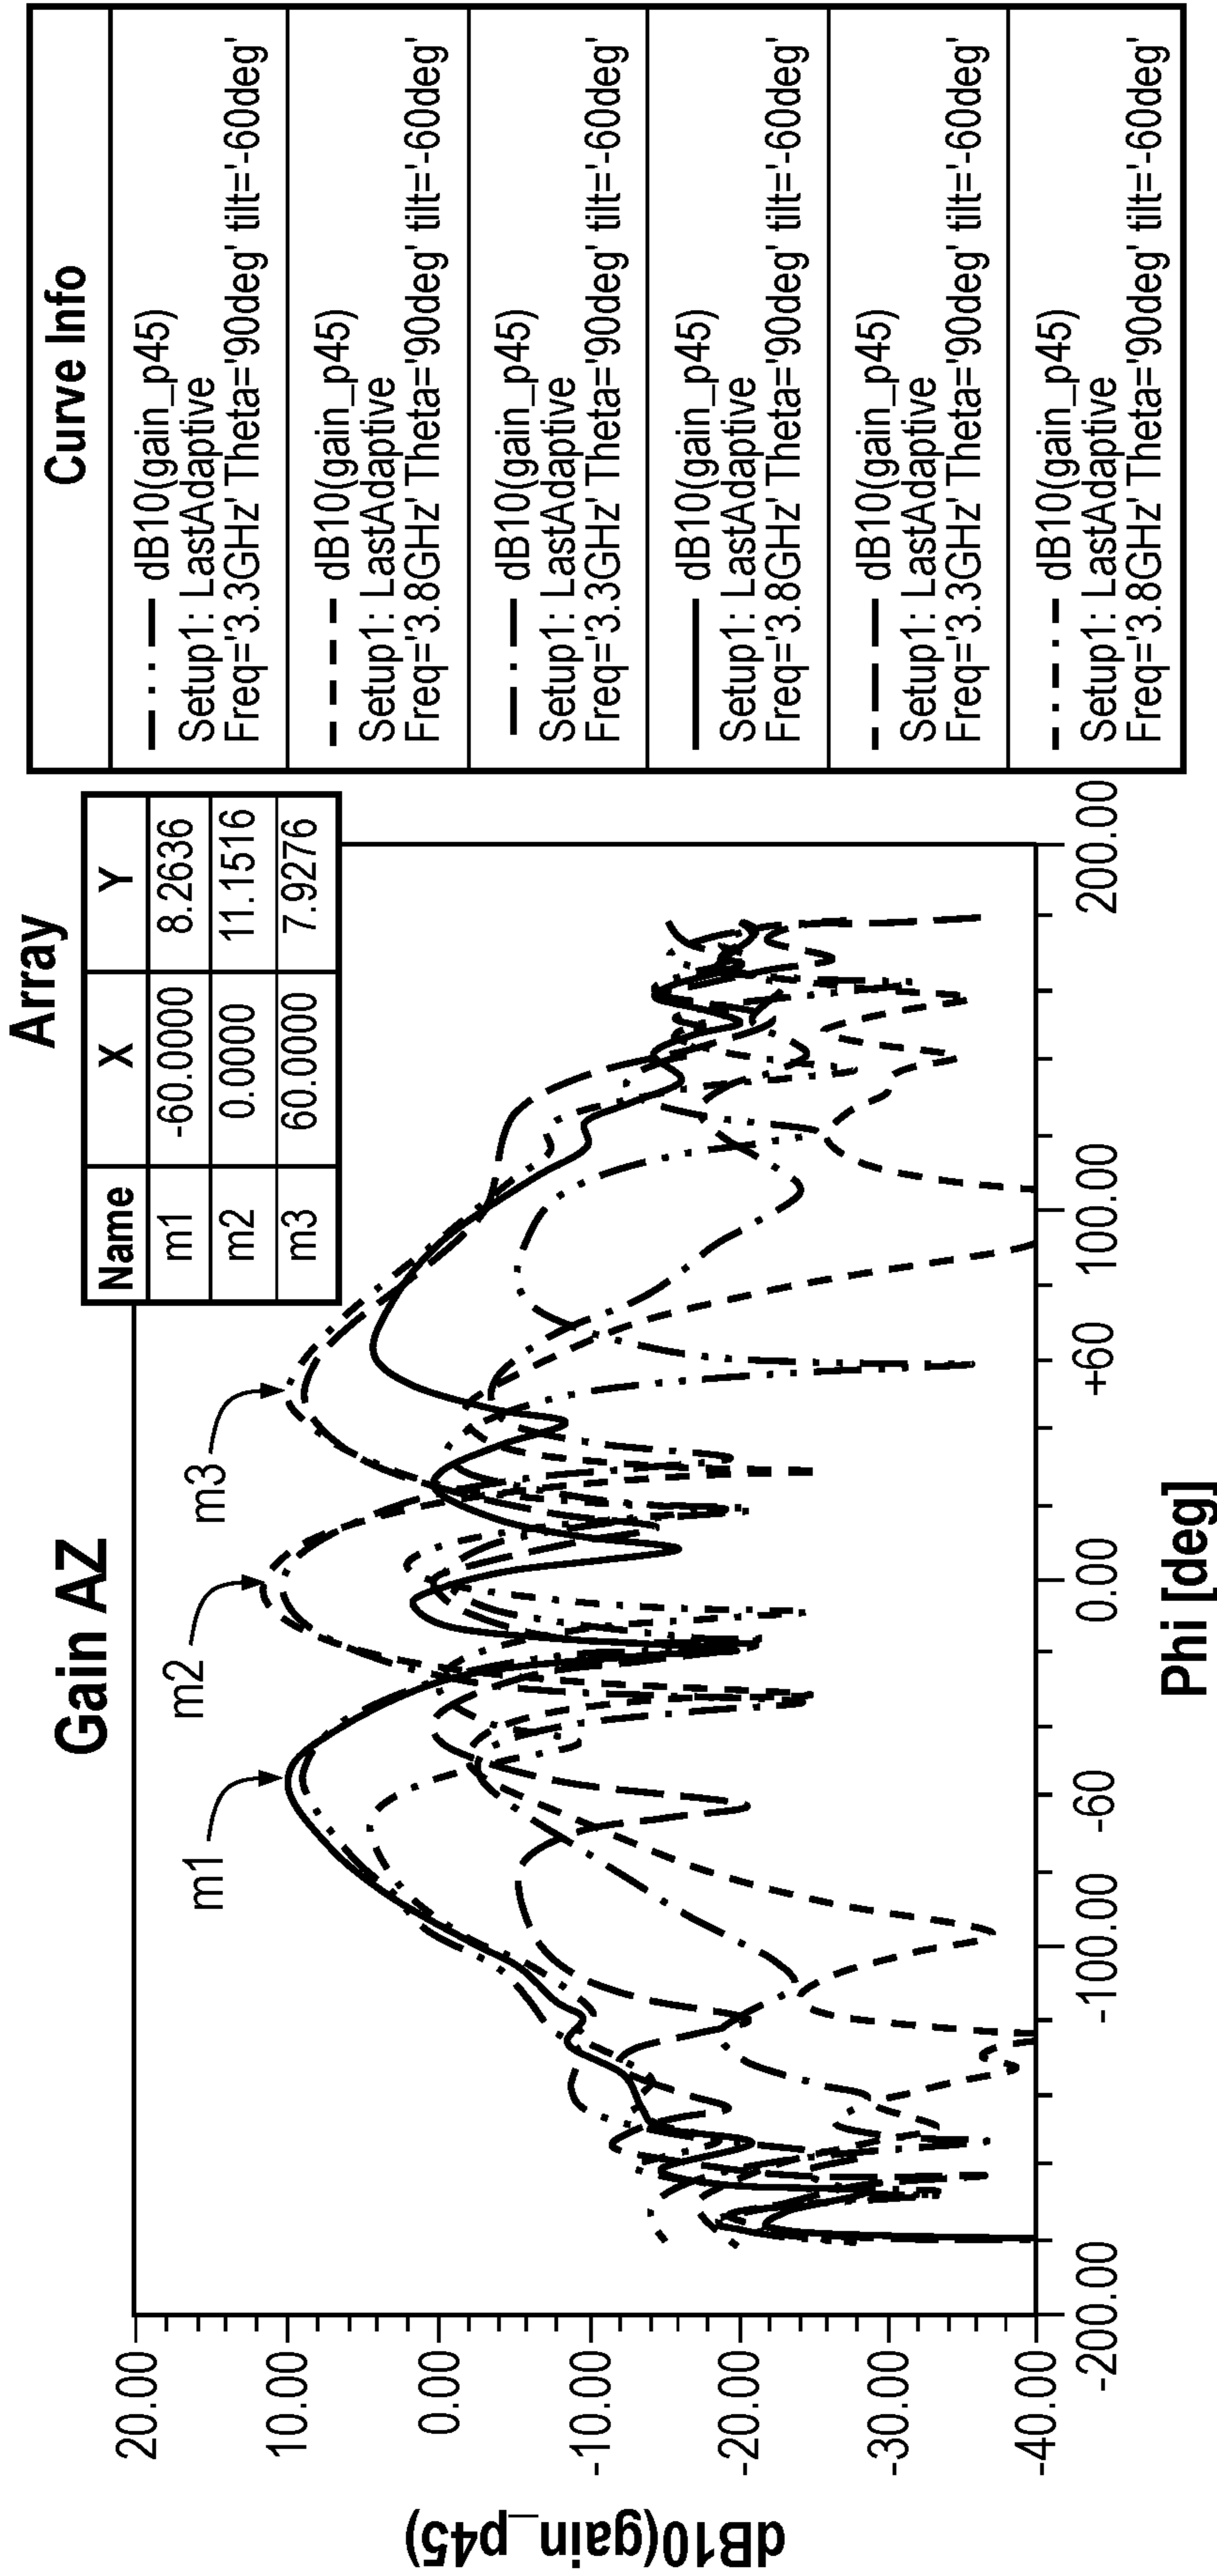 Gain AZ
Array
Name X Y
m1 -60.0000 8.2636
m2 0.0000 11.1516
m3 60.0000 7.9276
m1
m2
m3
20.00
10.00
0.00
-10.00
-20.00
-30.00
-40.00
dB10(gain_p45)
-200.00
-100.00
-60
0.00
+60
100.00
200.00
Phi [deg]
Curve Info
dB10(gain_p45)
Setup1: LastAdaptive
Freq='3.3GHz' Theta='90deg' tilt='-60deg'
dB10(gain_p45)
Setup1: LastAdaptive
Freq='3.8GHz' Theta='90deg' tilt='-60deg'
dB10(gain_p45)
Setup1: LastAdaptive
Freq='3.3GHz' Theta='90deg' tilt='-60deg'
dB10(gain_p45)
Setup1: LastAdaptive
Freq='3.8GHz' Theta='90deg' tilt='-60deg'
dB10(gain_p45)
Setup1: LastAdaptive
Freq='3.3GHz' Theta='90deg' tilt='-60deg'
dB10(gain_p45)
Setup1: LastAdaptive
Freq='3.8GHz' Theta='90deg' tilt='-60deg'